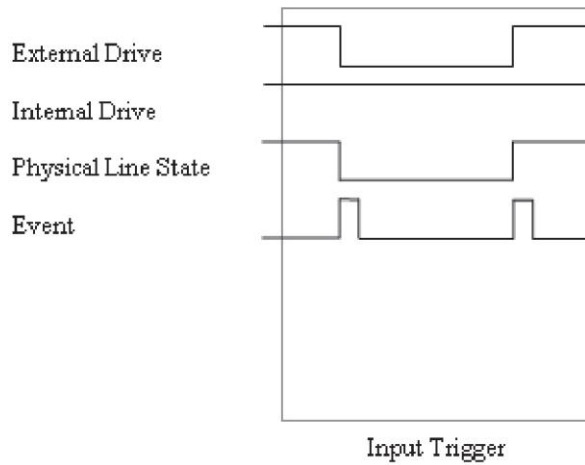 External Drive
Internal Drive
Physical Line State
Event
Input Trigger